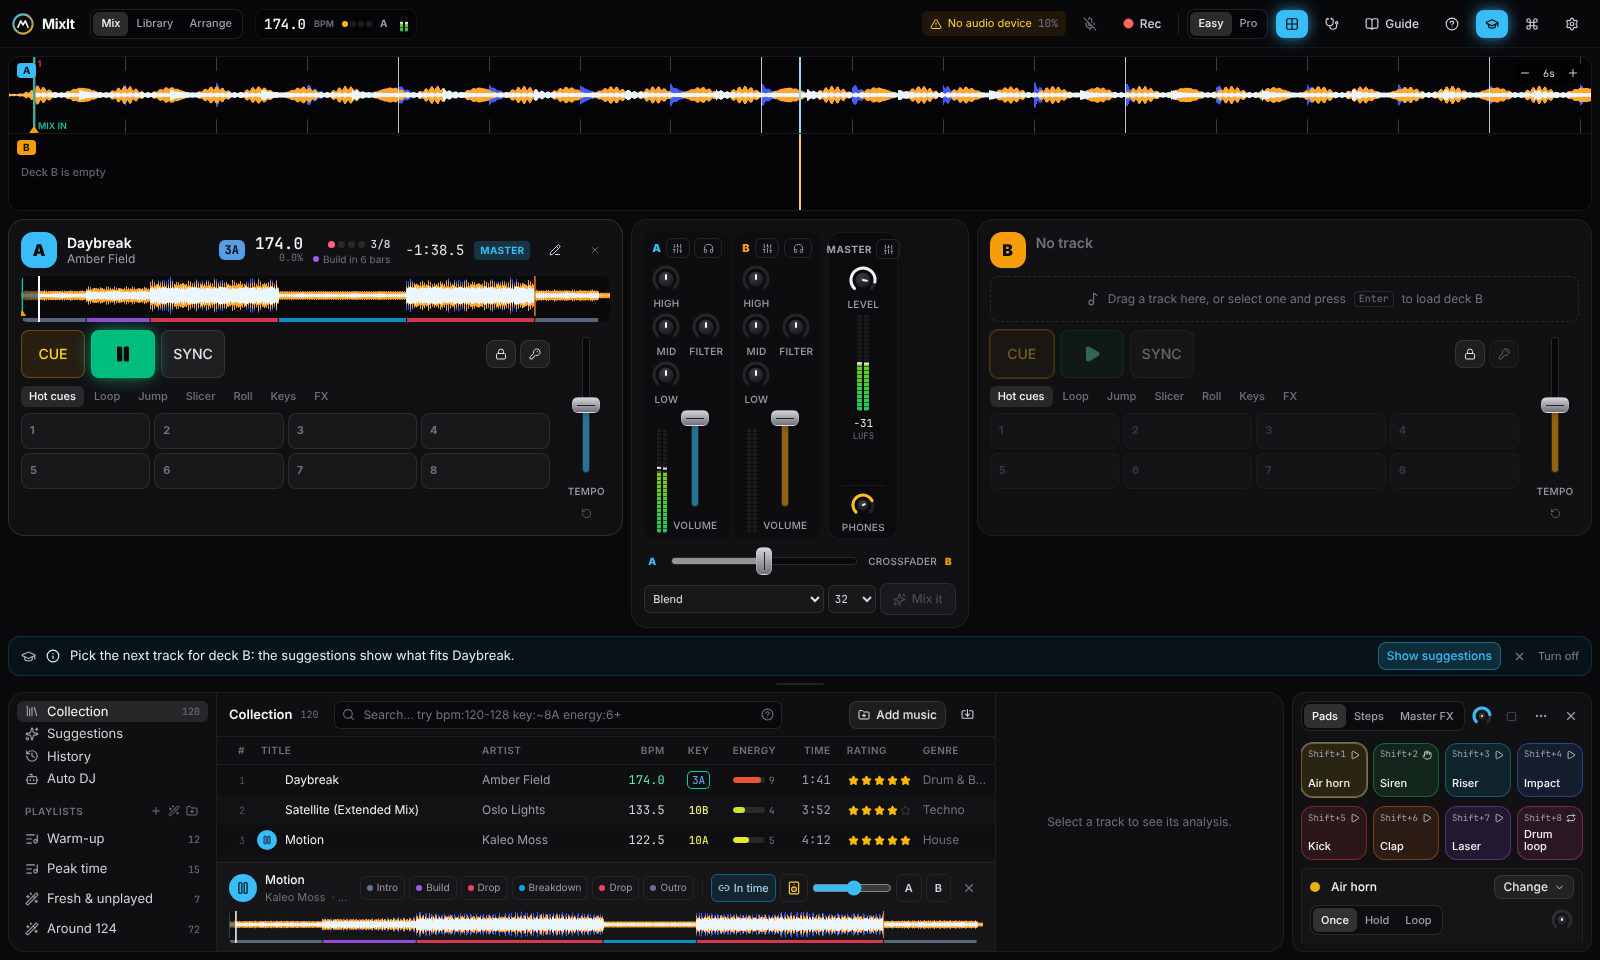 MixIt
Mix Library Arrange
174.0 BPM A
No audio device 10%
Rec
Easy Pro
Guide
A 1
MIX IN
6s
B
Deck B is empty
A
Daybreak
Amber Field
3A 174.0
0.0%
3/8
Build in 6 bars
-1:38.5 MASTER
CUE SYNC
Hot cues Loop Jump Slicer Roll Keys FX
1 2 3 4
5 6 7 8
TEMPO
A B MASTER
HIGH HIGH LEVEL
MID FILTER MID FILTER
LOW LOW
-31
LUFS
VOLUME VOLUME PHONES
A CROSSFADER B
Blend 32 Mix it
B
No track
Drag a track here, or select one and press Enter to load deck B
CUE SYNC
Hot cues Loop Jump Slicer Roll Keys FX
1 2 3 4
5 6 7 8
TEMPO
Pick the next track for deck B: the suggestions show what fits Daybreak.
Show suggestions Turn off
Collection 120
Suggestions
History
Auto DJ
PLAYLISTS
Warm-up 12
Peak time 15
Fresh & unplayed 7
Around 124 72
Collection 120
Search... try bpm:120-128 key:~8A energy:6+
Add music
# TITLE ARTIST BPM KEY ENERGY TIME RATING GENRE
1 Daybreak Amber Field 174.0 3A 9 1:41 Drum & B...
2 Satellite (Extended Mix) Oslo Lights 133.5 10B 4 3:52 Techno
3 Motion Kaleo Moss 122.5 10A 5 4:12 House
Motion
Kaleo Moss · ...
Intro Build Drop Breakdown Drop Outro
In time A B
Select a track to see its analysis.
Pads Steps Master FX
Shift+1 Shift+2 Shift+3 Shift+4
Air horn Siren Riser Impact
Shift+5 Shift+6 Shift+7 Shift+8
Kick Clap Laser Drum loop
Air horn Change
Once Hold Loop